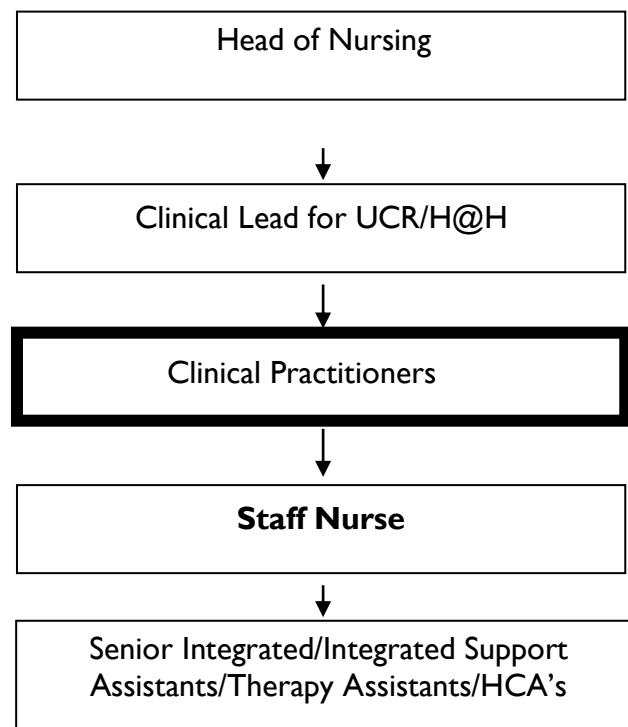 Head of Nursing
Clinical Lead for UCR/H@H
Clinical Practitioners
Staff Nurse
Senior Integrated/Integrated Support
Assistants/Therapy Assistants/HCA’s